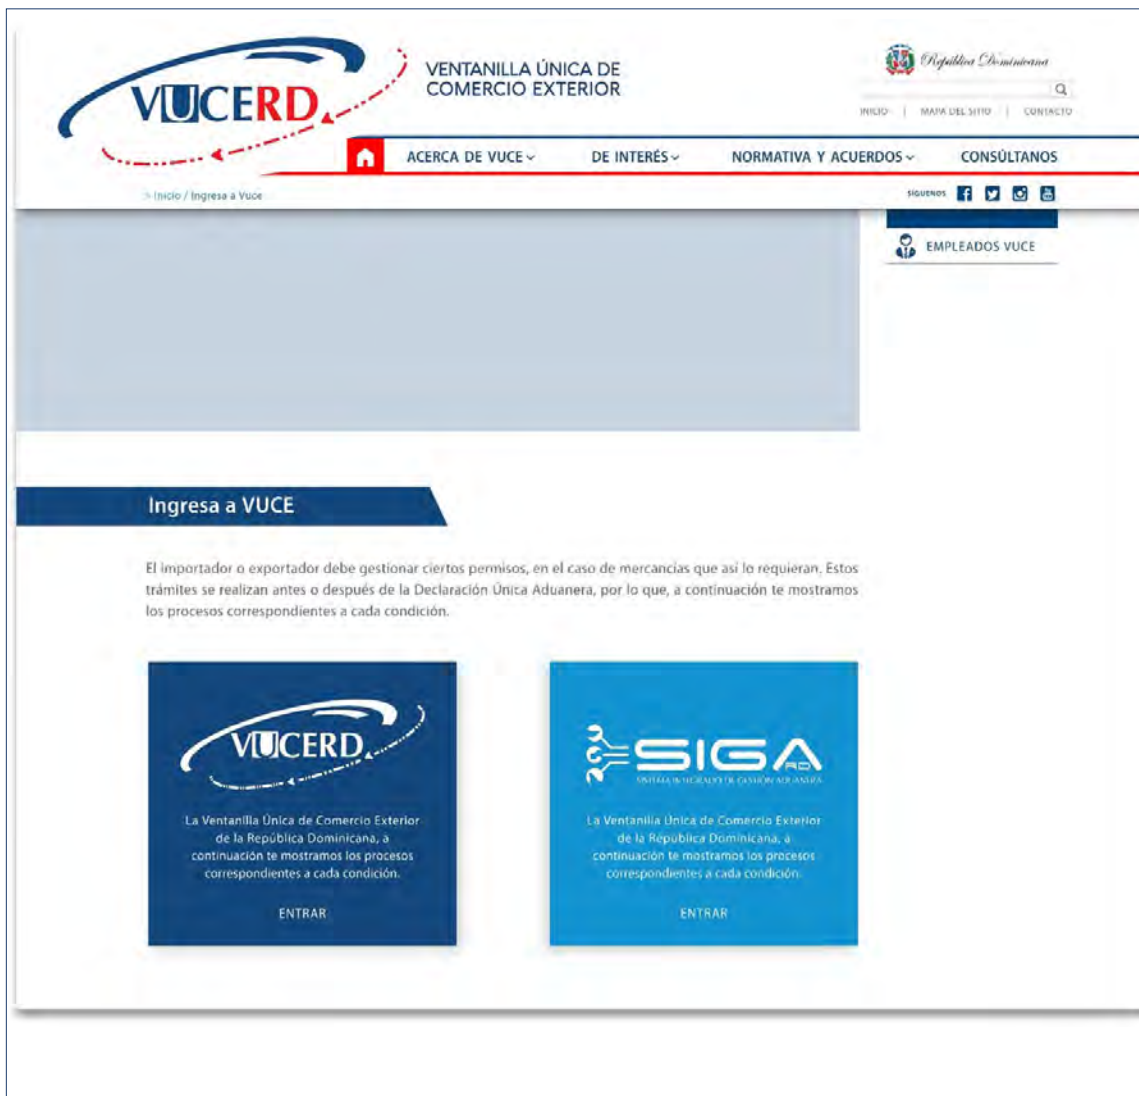 VUCERD
VENTANILLA ÚNICA DE
COMERCIO EXTERIOR
República Dominicana
INICIO | MAPA DEL SITIO | CONTACTO
ACERCA DE VUCE DE INTERÉS NORMATIVA Y ACUERDOS CONSÚLTANOS
> Inicio / Ingresa a Vuce
SÍGUENOS
EMPLEADOS VUCE
Ingresa a VUCE
El importador o exportador debe gestionar ciertos permisos, en el caso de mercancías que así lo requieran. Estos
trámites se realizan antes o después de la Declaración Única Aduanera, por lo que, a continuación te mostramos
los procesos correspondientes a cada condición.
VUCERD
La Ventanilla Única de Comercio Exterior
de la República Dominicana, a
continuación te mostramos los procesos
correspondientes a cada condición.
ENTRAR
SIGA
RD
SISTEMA INTEGRADO DE GESTIÓN ADUANERA
La Ventanilla Única de Comercio Exterior
de la República Dominicana, a
continuación te mostramos los procesos
correspondientes a cada condición.
ENTRAR